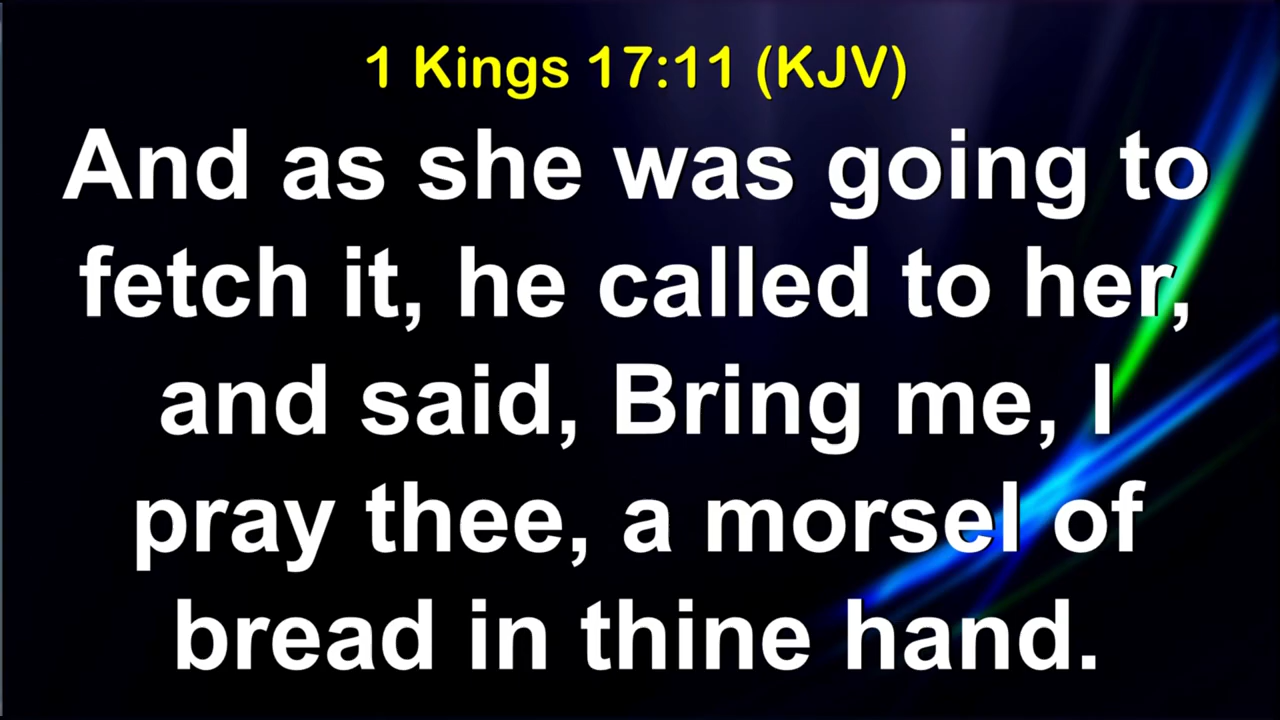 1 Kings 17:11 (KJV)
And as she was going to
fetch it, he called to her,
and said, Bring me, I
pray thee, a morsel of
bread in thine hand.